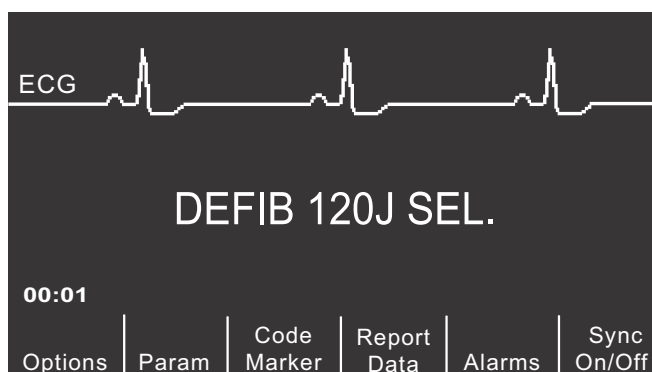 ECG
DEFIB 120J SEL.
00:01
Options Param Code Marker Report Data Alarms Sync On/Off